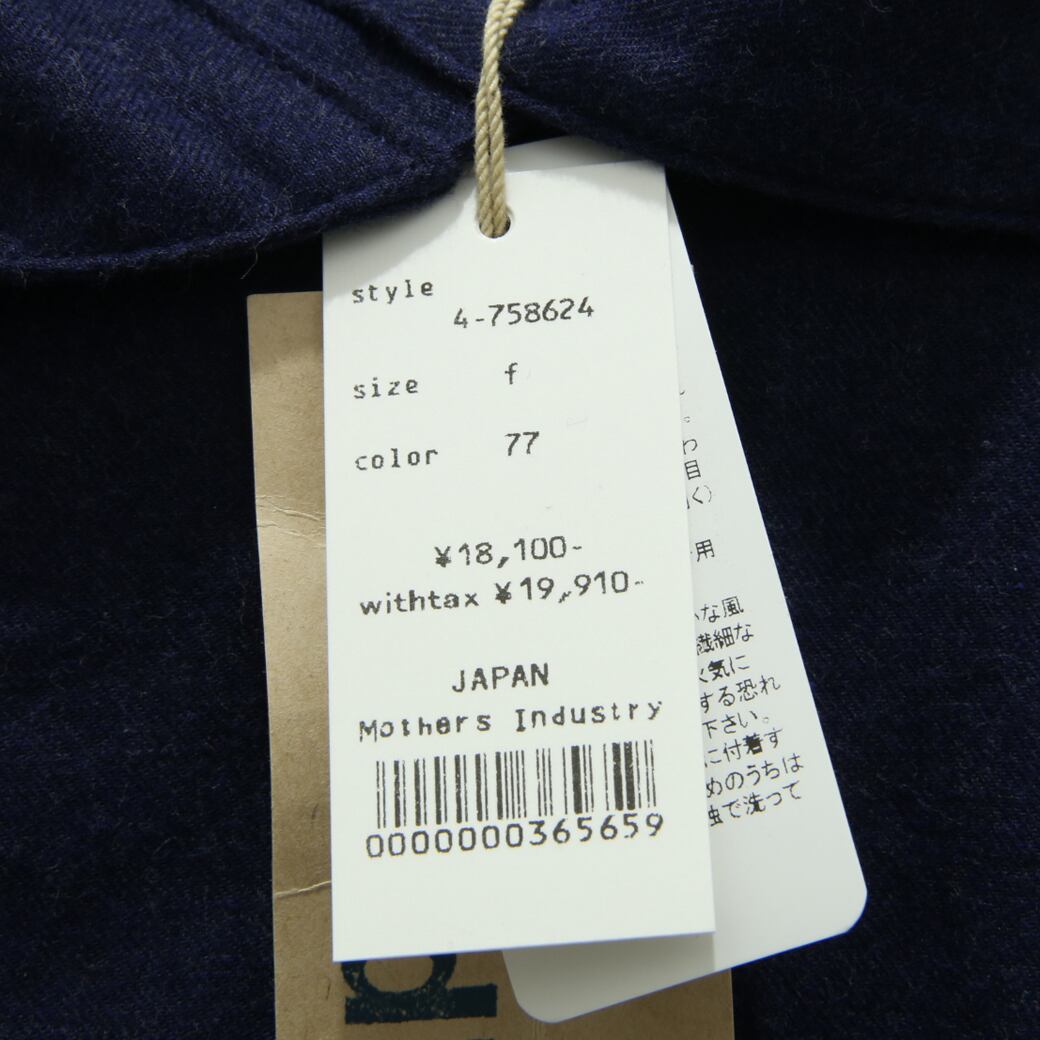 style
4-758624
size f
color 77
¥18,100-
withtax ¥19,910-
JAPAN
Mothers Industry
0000000365659
わ
目
く）
用
な風
繊細な
く気に
する恐れ
下さい。
に付着す
めのうちは
独で洗って